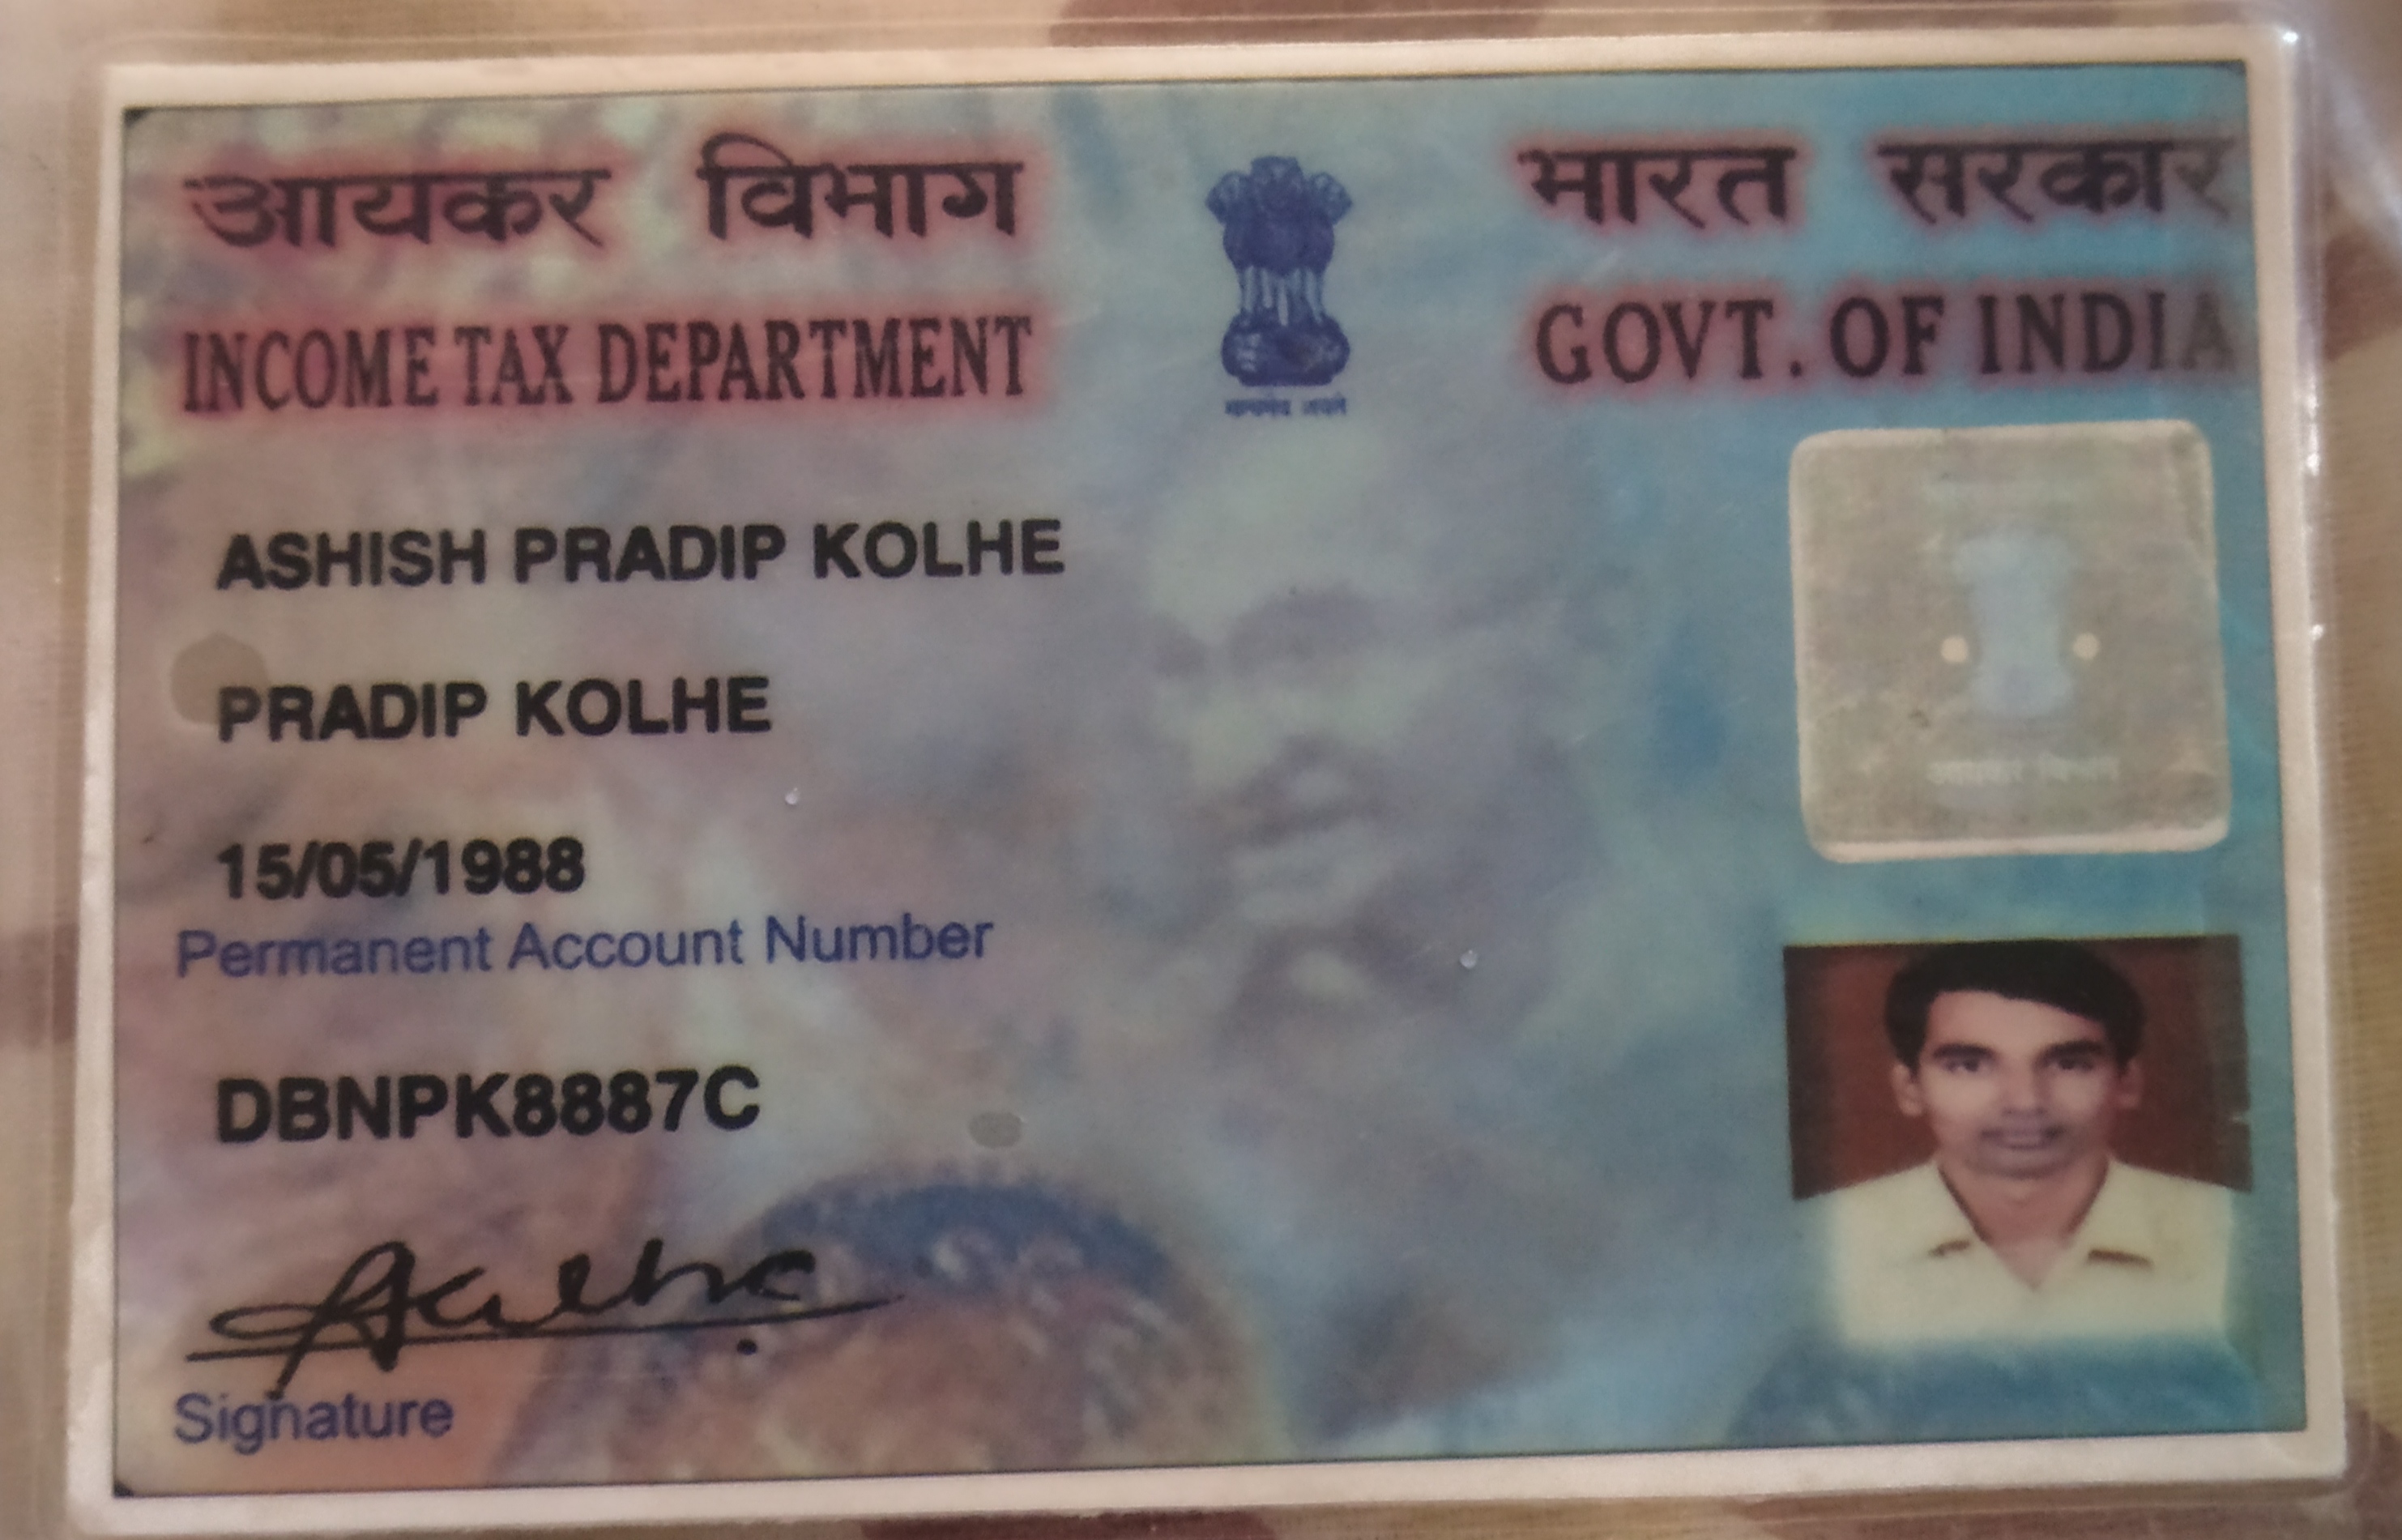 आयकर विभाग
INCOME TAX DEPARTMENT
भारत सरकार
GOVT. OF INDIA
ASHISH PRADIP KOLHE
PRADIP KOLHE
15/05/1988
Permanent Account Number
DBNPK8887C
Signature
आयकर विभाग